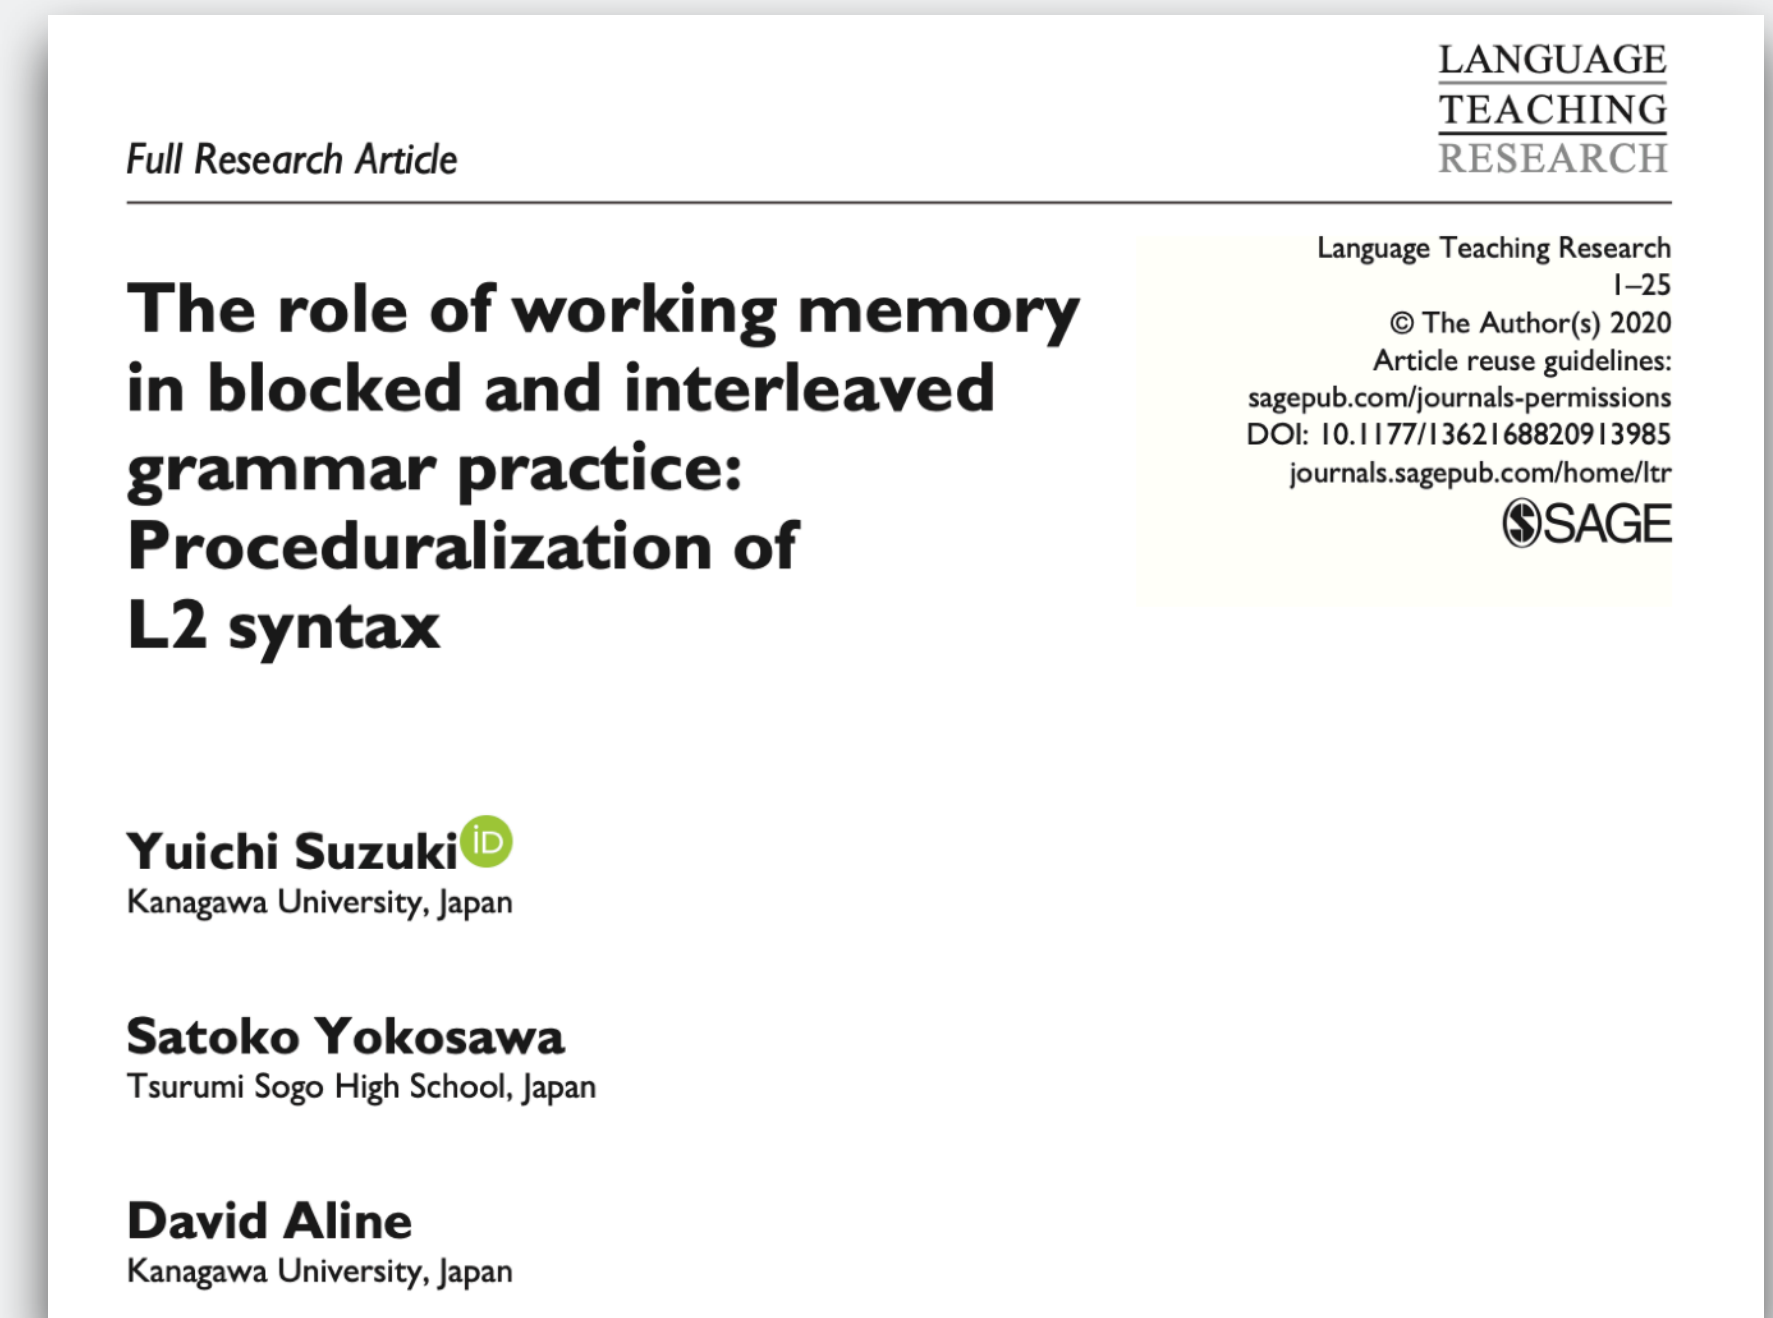 LANGUAGE
TEACHING
RESEARCH
Full Research Article
Language Teaching Research
1–25
© The Author(s) 2020
Article reuse guidelines:
sagepub.com/journals-permissions
DOI: 10.1177/1362168820913985
journals.sagepub.com/home/ltr
SAGE
The role of working memory
in blocked and interleaved
grammar practice:
Proceduralization of
L2 syntax
Yuichi Suzuki iD
Kanagawa University, Japan
Satoko Yokosawa
Tsurumi Sogo High School, Japan
David Aline
Kanagawa University, Japan